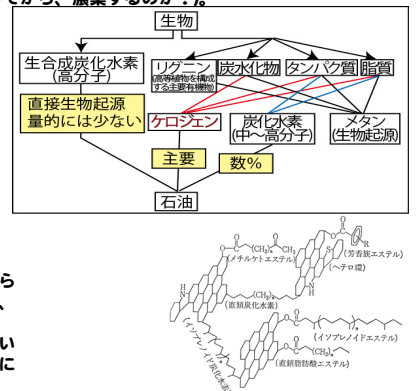 てから、濃集するのか？)。
生物
生合成炭化水素
(高分子)
リグニン
(高等植物を構成
する主要有機物)
炭水化物
タンパク質
脂質
直接生物起源
量的には少ない
ケロジェン
炭化水素
(中～高分子)
メタン
(生物起源)
主要
数%
石油
ら
、
い
に
(メチルケトエステル)
(芳香族エステル)
(ヘテロ環)
(直鎖炭化水素)
(イソプレノイド炭化水素)
(イソプレノイドエステル)
(直鎖脂肪酸エステル)